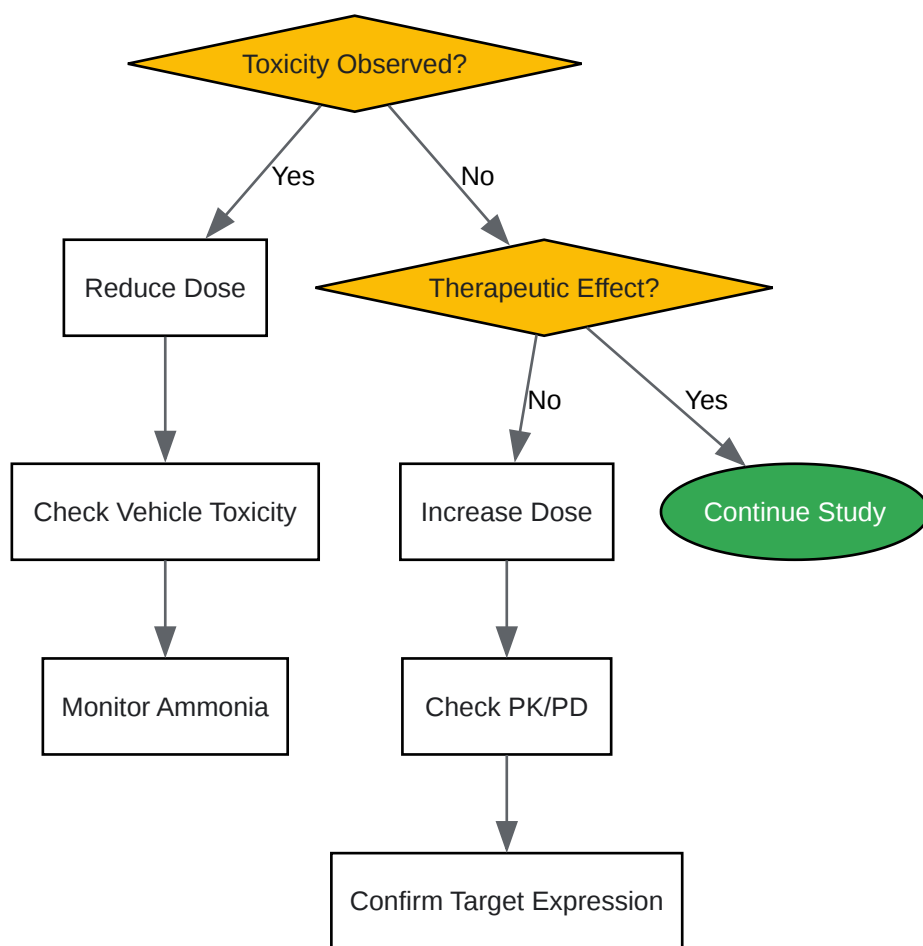 Toxicity Observed?
Yes
No
Reduce Dose
Therapeutic Effect?
No
Yes
Check Vehicle Toxicity
Increase Dose
Continue Study
Monitor Ammonia
Check PK/PD
Confirm Target Expression